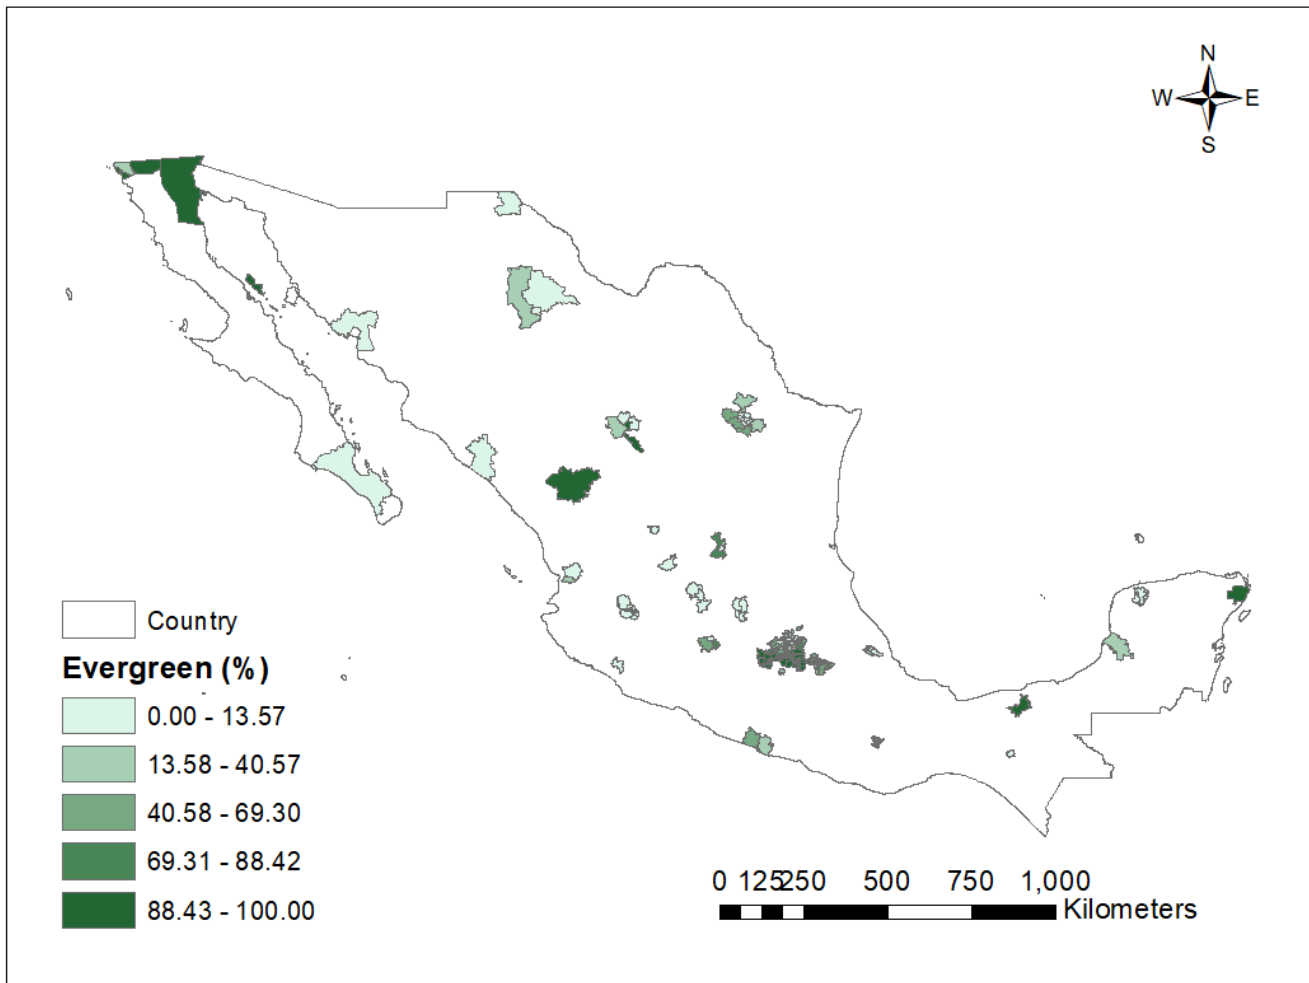 N
W E
S
Country
Evergreen (%)
0.00 - 13.57
13.58 - 40.57
40.58 - 69.30
69.31 - 88.42
88.43 - 100.00
0 125 250 500 750 1,000
Kilometers